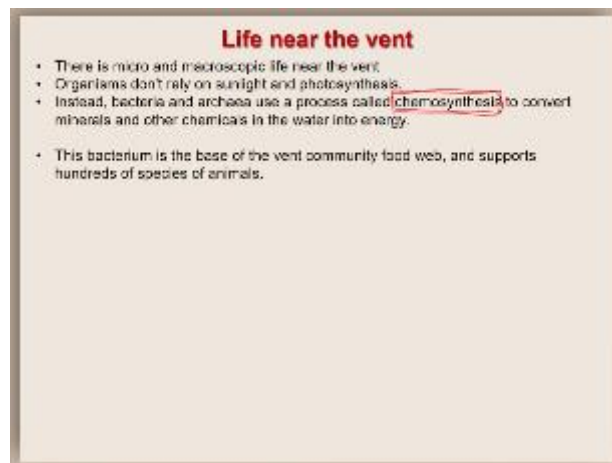 Life near the vent
• There is micro and macroscopic life near the vent
• Organisms don't rely on sunlight and photosynthesis.
• Instead, bacteria and archaea use a process called chemosynthesis to convert
minerals and other chemicals in the water into energy.
• This bacterium is the base of the vent community food web, and supports
hundreds of species of animals.